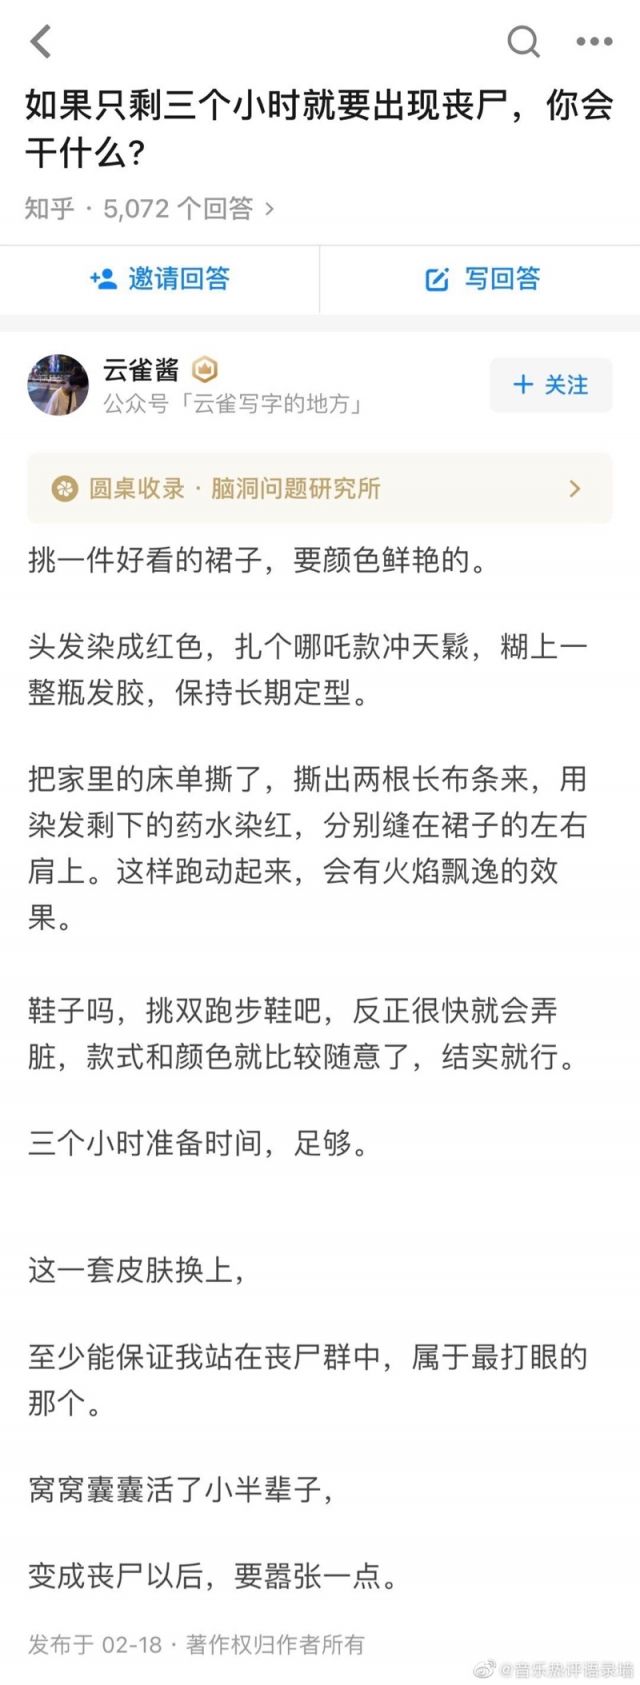 如果只剩三个小时就要出现丧尸，你会
干什么?
知乎 · 5,072 个回答 >
邀请回答
写回答
云雀酱
+ 关注
公众号「云雀写字的地方」
圆桌收录 · 脑洞问题研究所 >
挑一件好看的裙子，要颜色鲜艳的。
头发染成红色，扎个哪吒款冲天鬏，糊上一
整瓶发胶，保持长期定型。
把家里的床单撕了，撕出两根长布条来，用
染发剩下的药水染红，分别缝在裙子的左右
肩上。这样跑动起来，会有火焰飘逸的效
果。
鞋子吗，挑双跑步鞋吧，反正很快就会弄
脏，款式和颜色就比较随意了，结实就行。
三个小时准备时间，足够。
这一套皮肤换上，
至少能保证我站在丧尸群中，属于最打眼的
那个。
窝窝囊囊活了小半辈子，
变成丧尸以后，要嚣张一点。
发布于 02-18 · 著作权归作者所有
@音乐热评语录墙